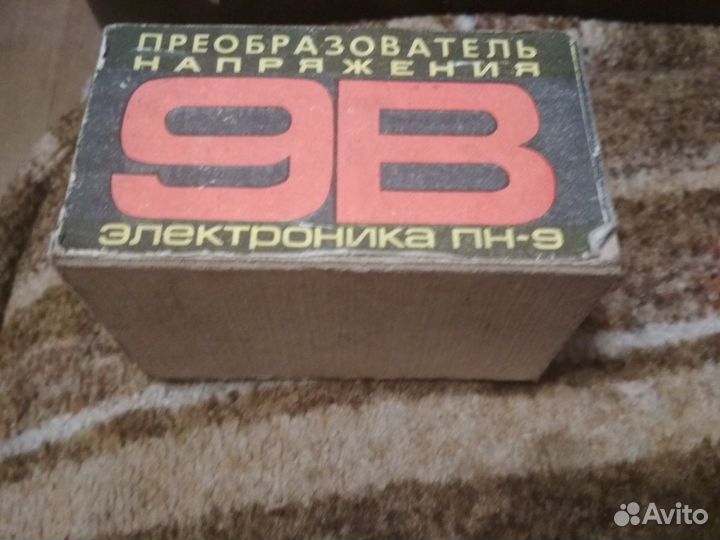 ПРЕОБРАЗОВАТЕЛЬ
НАПРЯЖЕНИЯ
9В
электроника пн-9
Avito